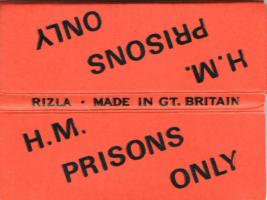 H.M.
PRISONS
ONLY
RIZLA • MADE IN GT. BRITAIN
H.M.
PRISONS
ONLY